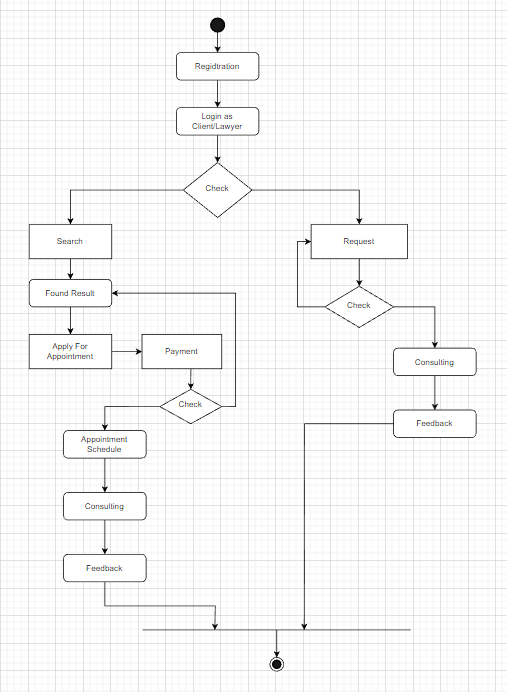 Regidtration
Login as
Client/Lawyer
Check
Search
Request
Found Result
Check
Apply For
Appointment
Payment
Consulting
Check
Feedback
Appointment
Schedule
Consulting
Feedback